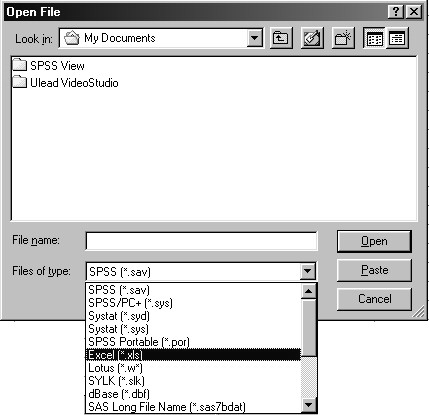 Open File
Look in: My Documents
SPSS View
Ulead VideoStudio
File name: Open
Files of type: SPSS (*.sav) Paste
Cancel
SPSS (*.sav)
SPSS/PC+ (*.sys)
Systat (*.syd)
Systat (*.sys)
SPSS Portable (*.por)
Excel (*.xls)
Lotus (*.w*)
SYLK (*.slk)
dBase (*.dbf)
SAS Long File Name (*.sas7bdat)